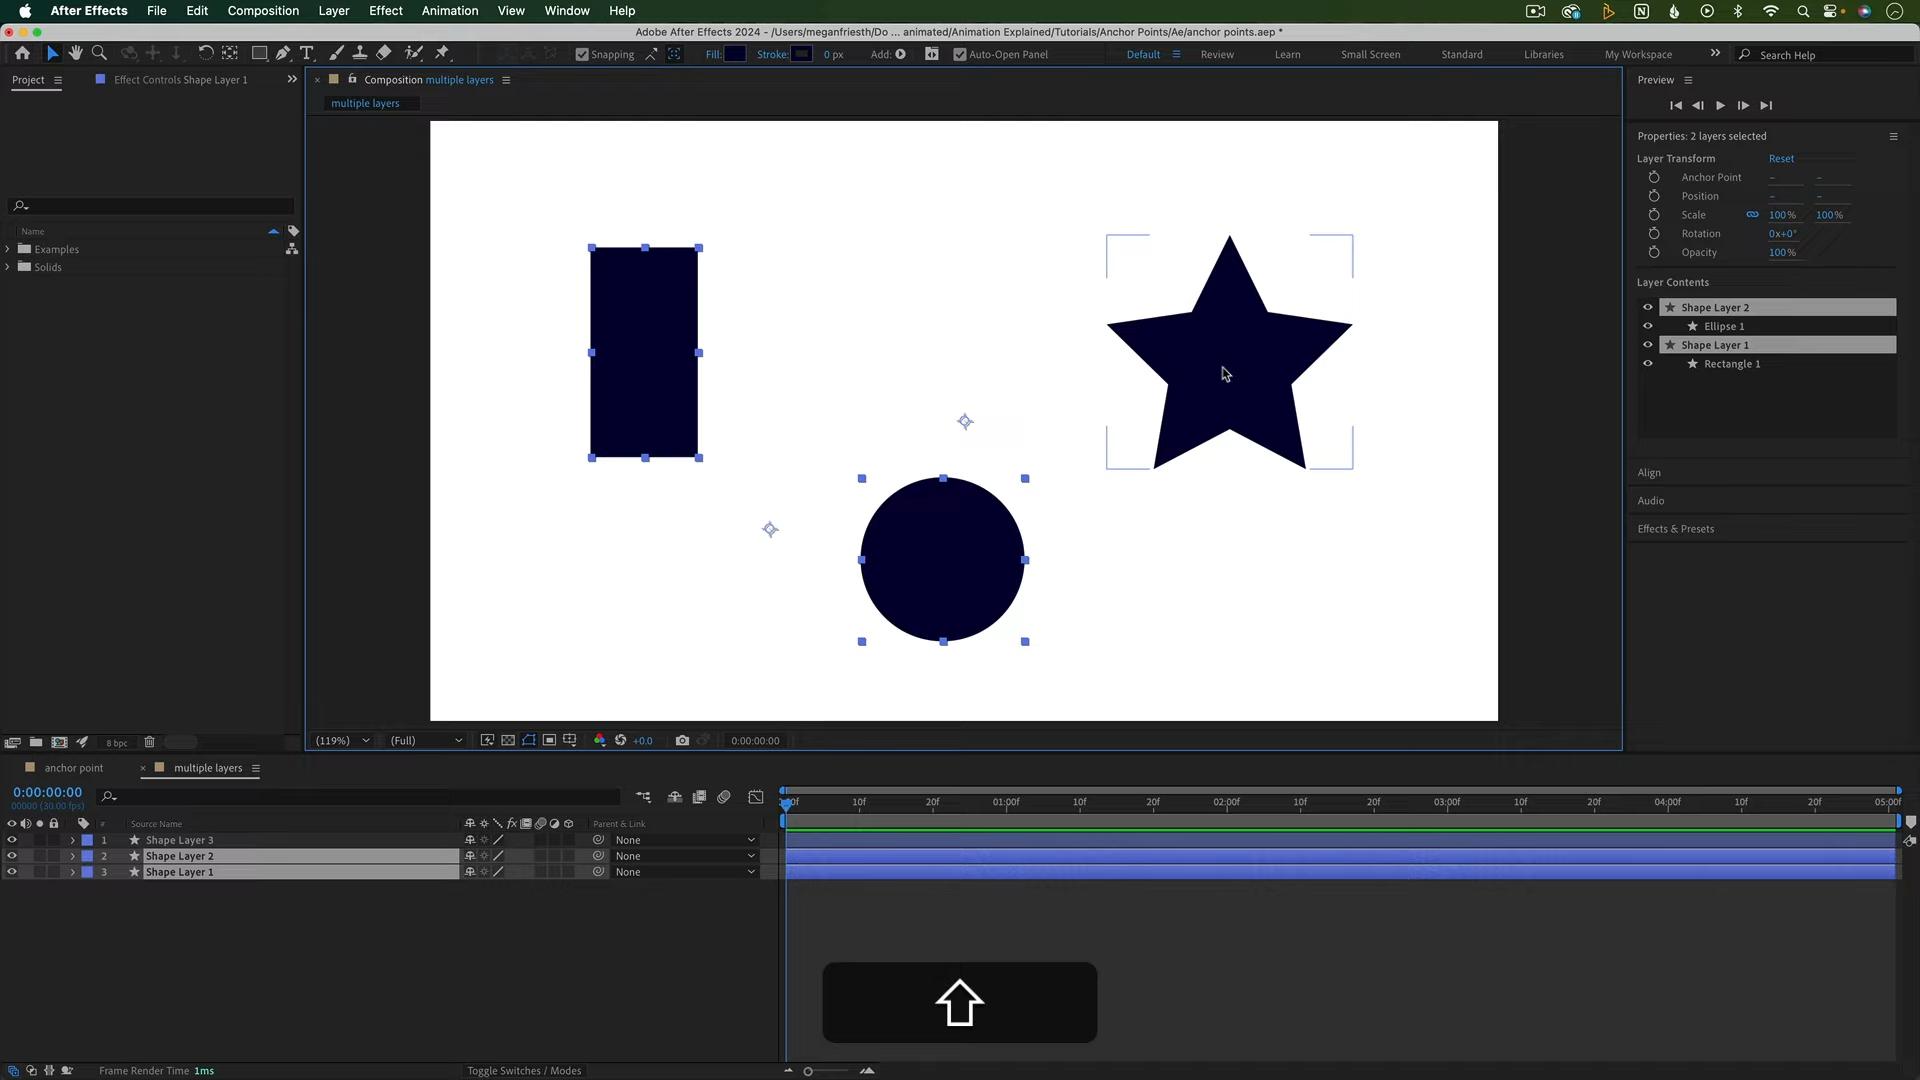 After Effects File Edit Composition Layer Effect Animation View Window Help
Adobe After Effects 2024 - /Users/meganfriesth/Do ... animated/Animation Explained/Tutorials/Anchor Points/Ae/anchor points.aep *
Snapping Fill: Stroke: 0 px Add: Auto-Open Panel Default Review Learn Small Screen Standard Libraries My Workspace Search Help
Project Effect Controls Shape Layer 1 Composition multiple layers Preview
multiple layers
Properties: 2 layers selected
Layer Transform Reset
Anchor Point - -
Position - -
Scale 100% 100%
Rotation 0x+0°
Opacity 100%
Name
Examples
Solids
Layer Contents
Shape Layer 2
Ellipse 1
Shape Layer 1
Rectangle 1
Align
Audio
Effects & Presets
8 bpc (119%) (Full) +0.0 0:00:00:00
anchor point multiple layers
0:00:00:00
00000 (30.00 fps)
10f 20f 01:00f 10f 20f 02:00f 10f 20f 03:00f 10f 20f 04:00f 10f 20f 05:00f
# Source Name fx Parent & Link
1 Shape Layer 3 None
2 Shape Layer 2 None
3 Shape Layer 1 None
Frame Render Time 1ms Toggle Switches / Modes